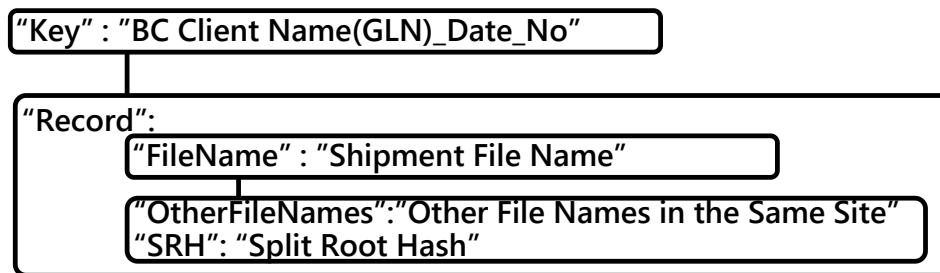 “Key” : ”BC Client Name(GLN)_Date_No”
“Record”:
“FileName” : ”Shipment File Name”
“OtherFileNames”:”Other File Names in the Same Site”
“SRH”: “Split Root Hash”